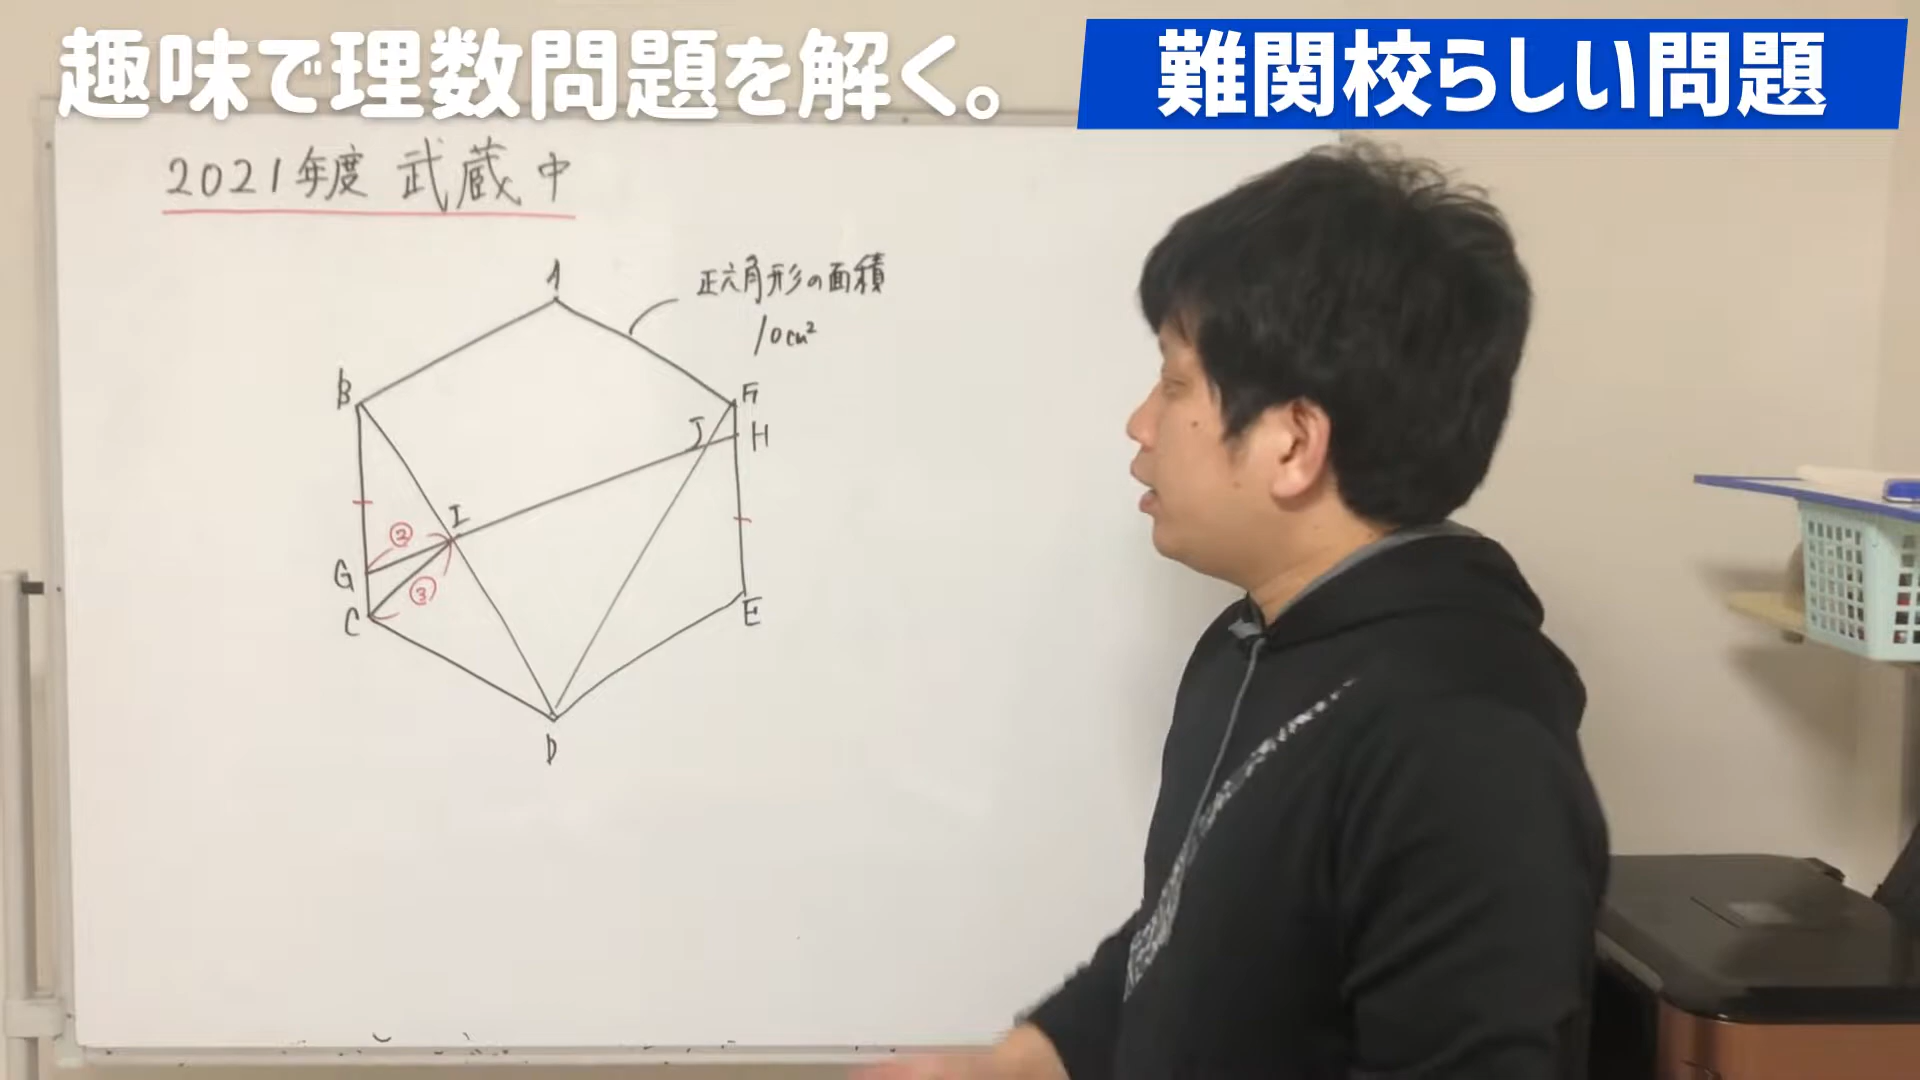 趣味で理数問題を解く。
難関校らしい問題
2021年度 武蔵中
A
正六角形の面積
10cm²
B
F
J
H
I
②
G
③
C
E
D